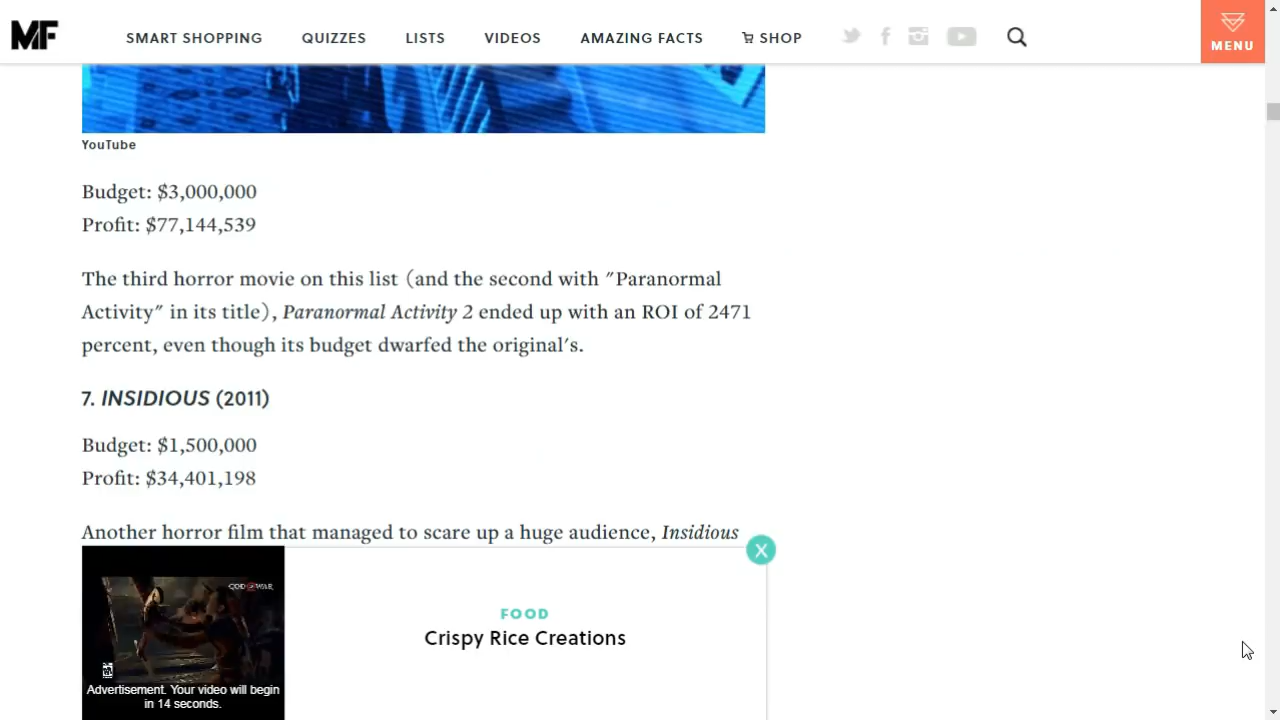 MF
SMART SHOPPING
QUIZZES
LISTS
VIDEOS
AMAZING FACTS
SHOP
MENU
YouTube
Budget: $3,000,000
Profit: $77,144,539
The third horror movie on this list (and the second with "Paranormal
Activity" in its title), Paranormal Activity 2 ended up with an ROI of 2471
percent, even though its budget dwarfed the original's.
7. INSIDIOUS (2011)
Budget: $1,500,000
Profit: $34,401,198
Another horror film that managed to scare up a huge audience, Insidious
X
GOD OF WAR
FOOD
Crispy Rice Creations
Advertisement. Your video will begin
in 14 seconds.